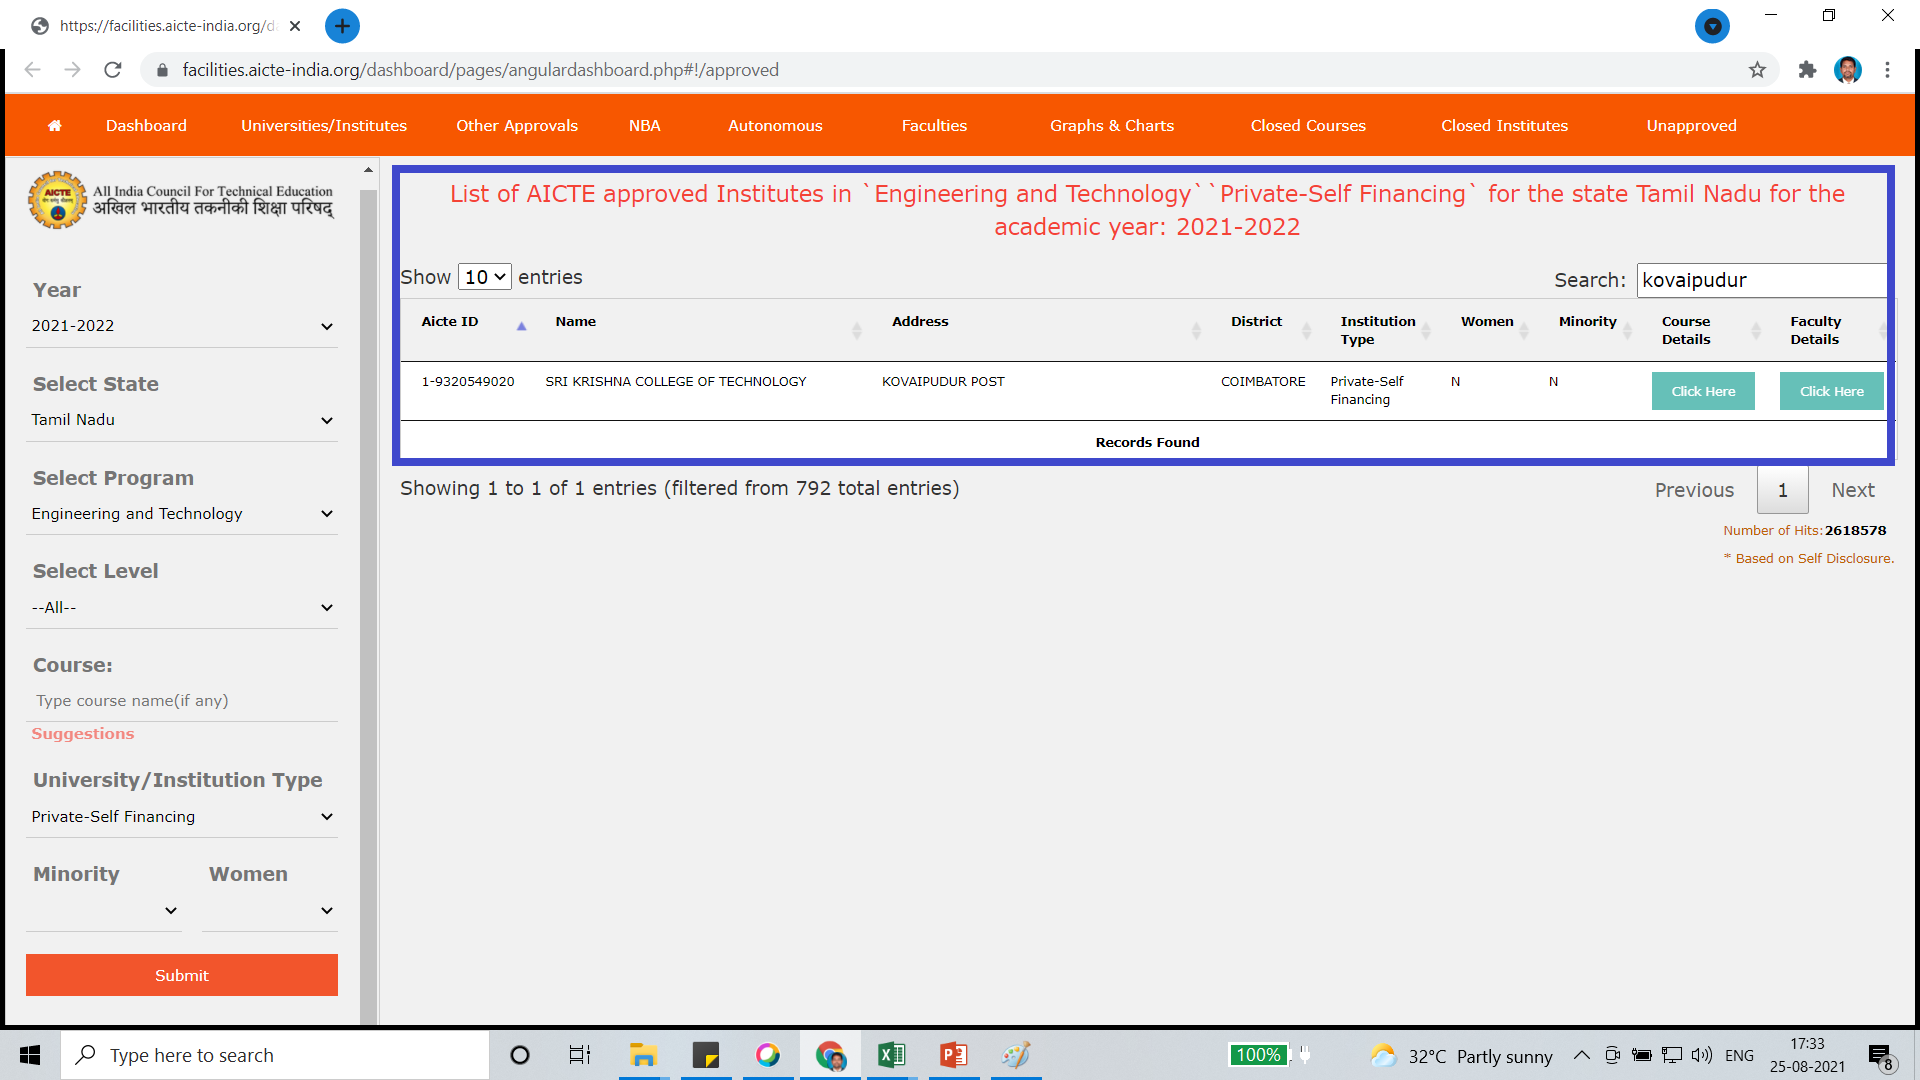 https://facilities.aicte-india.org/d
facilities.aicte-india.org/dashboard/pages/angulardashboard.php#!/approved
Dashboard Universities/Institutes Other Approvals NBA Autonomous Faculties Graphs & Charts Closed Courses Closed Institutes Unapproved
AICTE
All India Council For Technical Education
अखिल भारतीय तकनीकी शिक्षा परिषद्
Year
2021-2022
Select State
Tamil Nadu
Select Program
Engineering and Technology
Select Level
--All--
Course:
Type course name(if any)
Suggestions
University/Institution Type
Private-Self Financing
Minority Women
Submit
List of AICTE approved Institutes in `Engineering and Technology``Private-Self Financing` for the state Tamil Nadu for the
academic year: 2021-2022
Show 10 entries
Search: kovaipudur
Aicte ID Name Address District Institution Type Women Minority Course Details Faculty Details
1-9320549020 SRI KRISHNA COLLEGE OF TECHNOLOGY KOVAIPUDUR POST COIMBATORE Private-Self Financing N N Click Here Click Here
Records Found
Showing 1 to 1 of 1 entries (filtered from 792 total entries)
Previous 1 Next
Number of Hits:2618578
* Based on Self Disclosure.
Type here to search
100%
32°C Partly sunny
ENG
17:33
25-08-2021
8